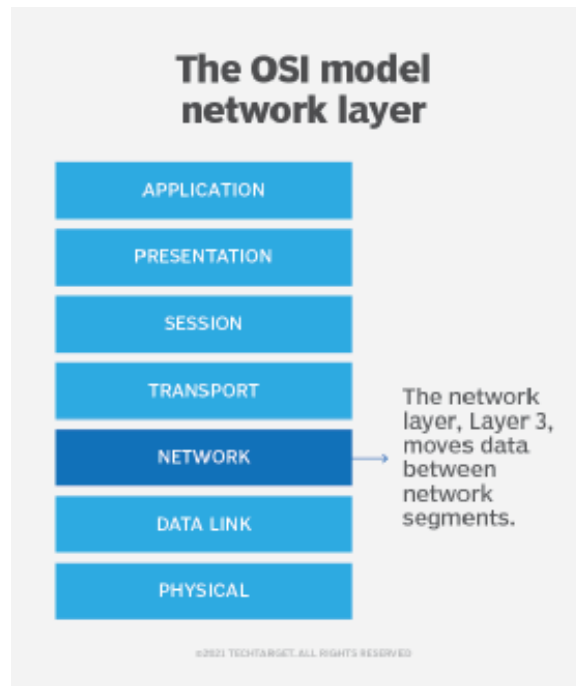 The OSI model
network layer
APPLICATION
PRESENTATION
SESSION
TRANSPORT
NETWORK
The network
layer, Layer 3,
moves data
between
network
segments.
DATA LINK
PHYSICAL
©2021 TECHTARGET. ALL RIGHTS RESERVED